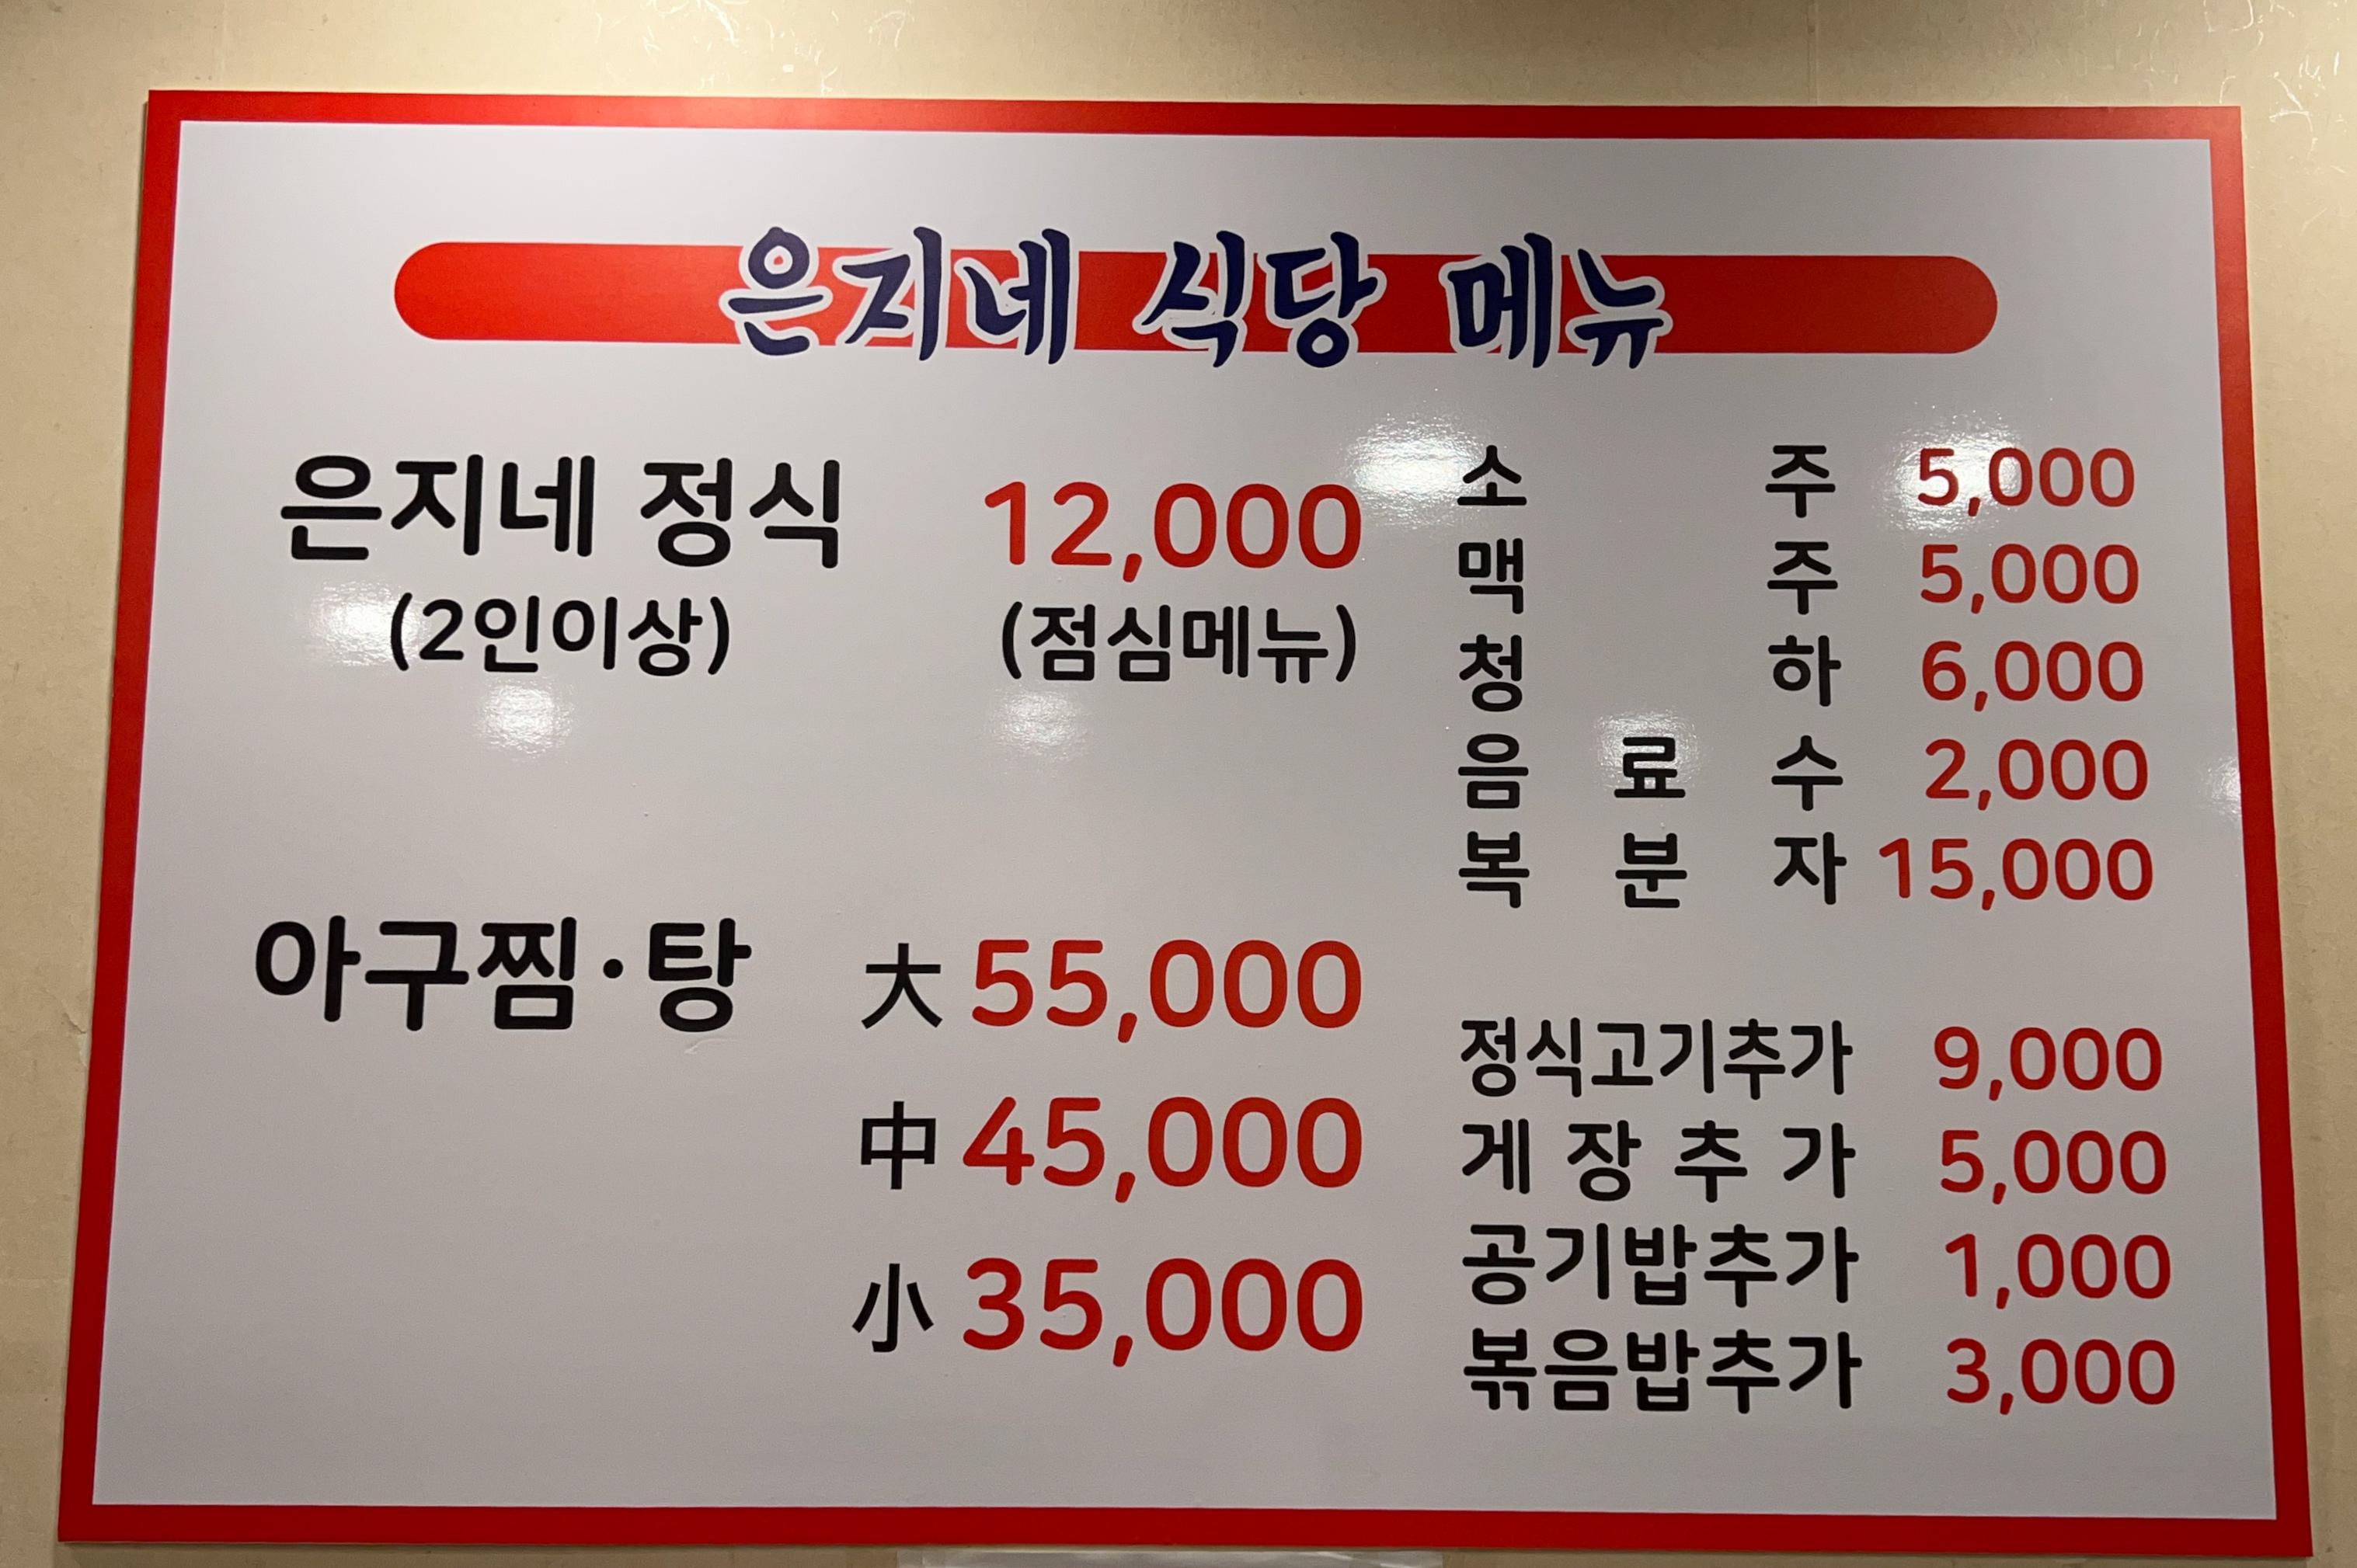 은지네 식당 메뉴
은지네 정식 12,000
(2인이상) (점심메뉴)
아구찜·탕 大 55,000
中 45,000
小 35,000
소 주 5,000
맥 주 5,000
청 하 6,000
음 료 수 2,000
복 분 자 15,000
정식고기추가 9,000
게 장 추 가 5,000
공기밥추가 1,000
볶음밥추가 3,000